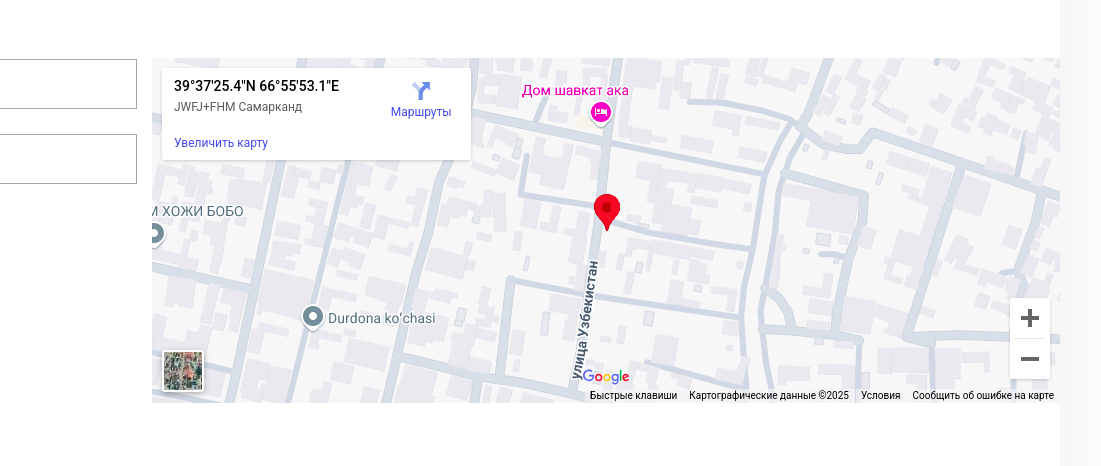 39°37'25.4"N 66°55'53.1"E
JWFJ+FHM Самарканд
Маршруты
Увеличить карту
Дом шавкат ака
М ХОЖИ БОБО
улица Узбекистан
Durdona ko‘chasi
Google
Быстрые клавиши
Картографические данные ©2025
Условия
Сообщить об ошибке на карте